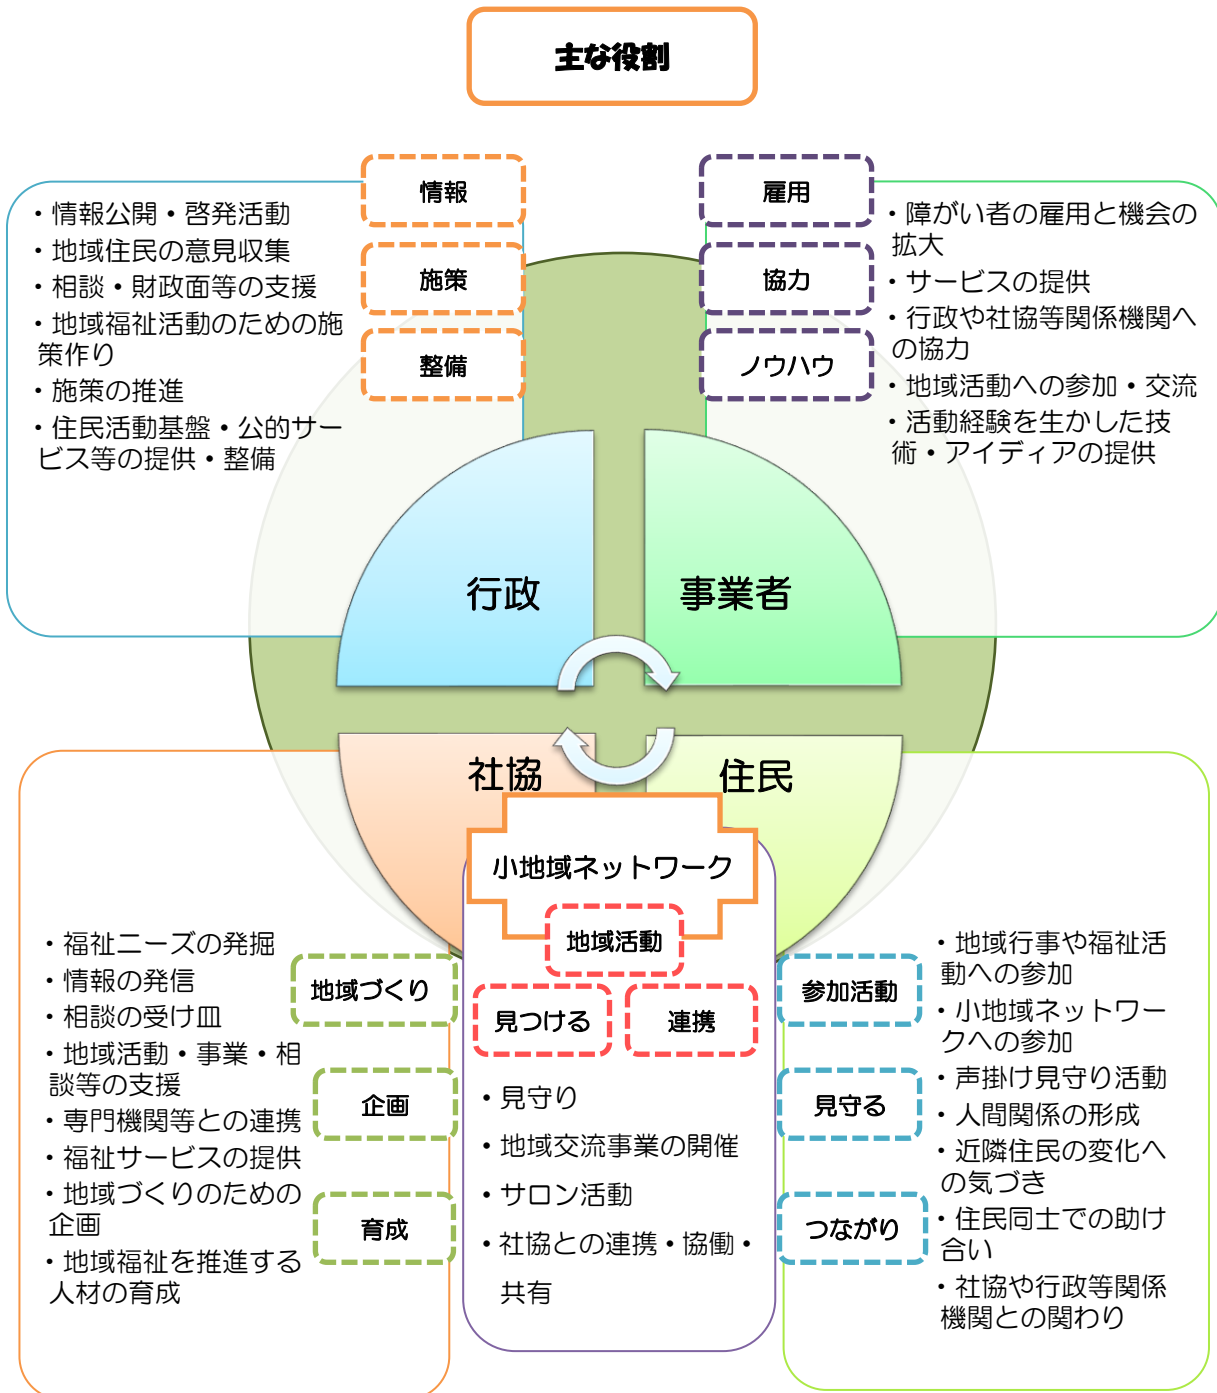 主な役割
情報
施策
整備
・情報公開・啓発活動
・地域住民の意見収集
・相談・財政面等の支援
・地域福祉活動のための施
策作り
・施策の推進
・住民活動基盤・公的サー
ビス等の提供・整備
雇用
協力
ノウハウ
・障がい者の雇用と機会の
拡大
・サービスの提供
・行政や社協等関係機関へ
の協力
・地域活動への参加・交流
・活動経験を生かした技
術・アイディアの提供
行政
事業者
社協
住民
小地域ネットワーク
地域活動
見つける
連携
・見守り
・地域交流事業の開催
・サロン活動
・社協との連携・協働・
共有
・福祉ニーズの発掘
・情報の発信
・相談の受け皿
・地域活動・事業・相
談等の支援
・専門機関等との連携
・福祉サービスの提供
・地域づくりのための
企画
・地域福祉を推進する
人材の育成
地域づくり
企画
育成
参加活動
見守る
つながり
・地域行事や福祉活
動への参加
・小地域ネットワー
クへの参加
・声掛け見守り活動
・人間関係の形成
・近隣住民の変化へ
の気づき
・住民同士での助け
合い
・社協や行政等関係
機関との関わり